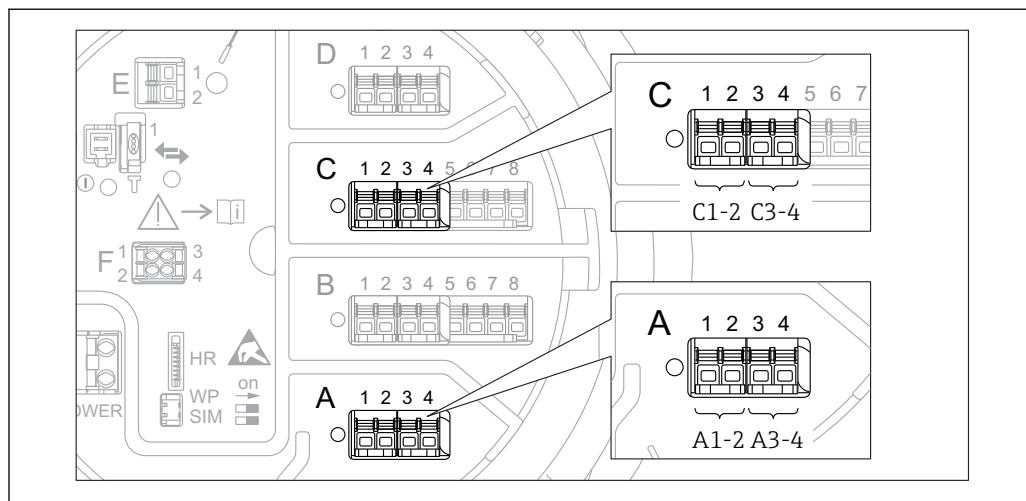 D 1 2 3 4
E 1
2
1
C 1 2 3 4 5 6 7 8
i
F 1 3
2 4
B 1 2 3 4 5 6 7 8
HR
WP on
SIM
OWER
A 1 2 3 4
C 1 2 3 4 5 6 7
C1-2 C3-4
A 1 2 3 4
A1-2 A3-4